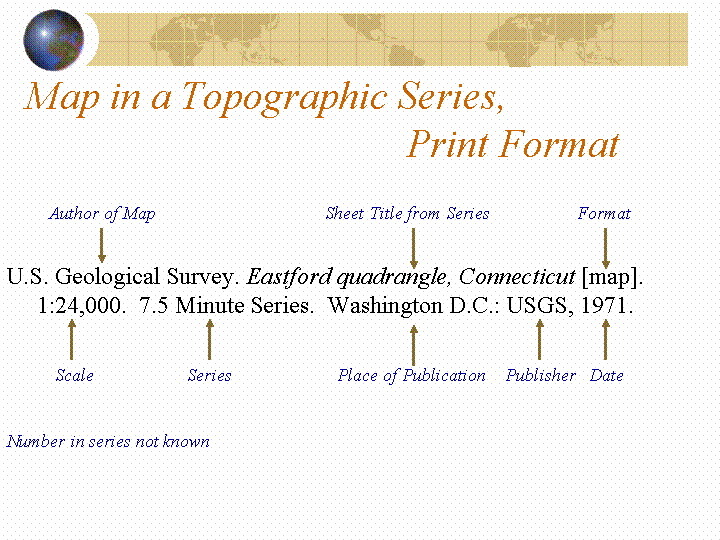 Map in a Topographic Series,
Print Format
Author of Map Sheet Title from Series Format
U.S. Geological Survey. Eastford quadrangle, Connecticut [map].
1:24,000. 7.5 Minute Series. Washington D.C.: USGS, 1971.
Scale Series Place of Publication Publisher Date
Number in series not known